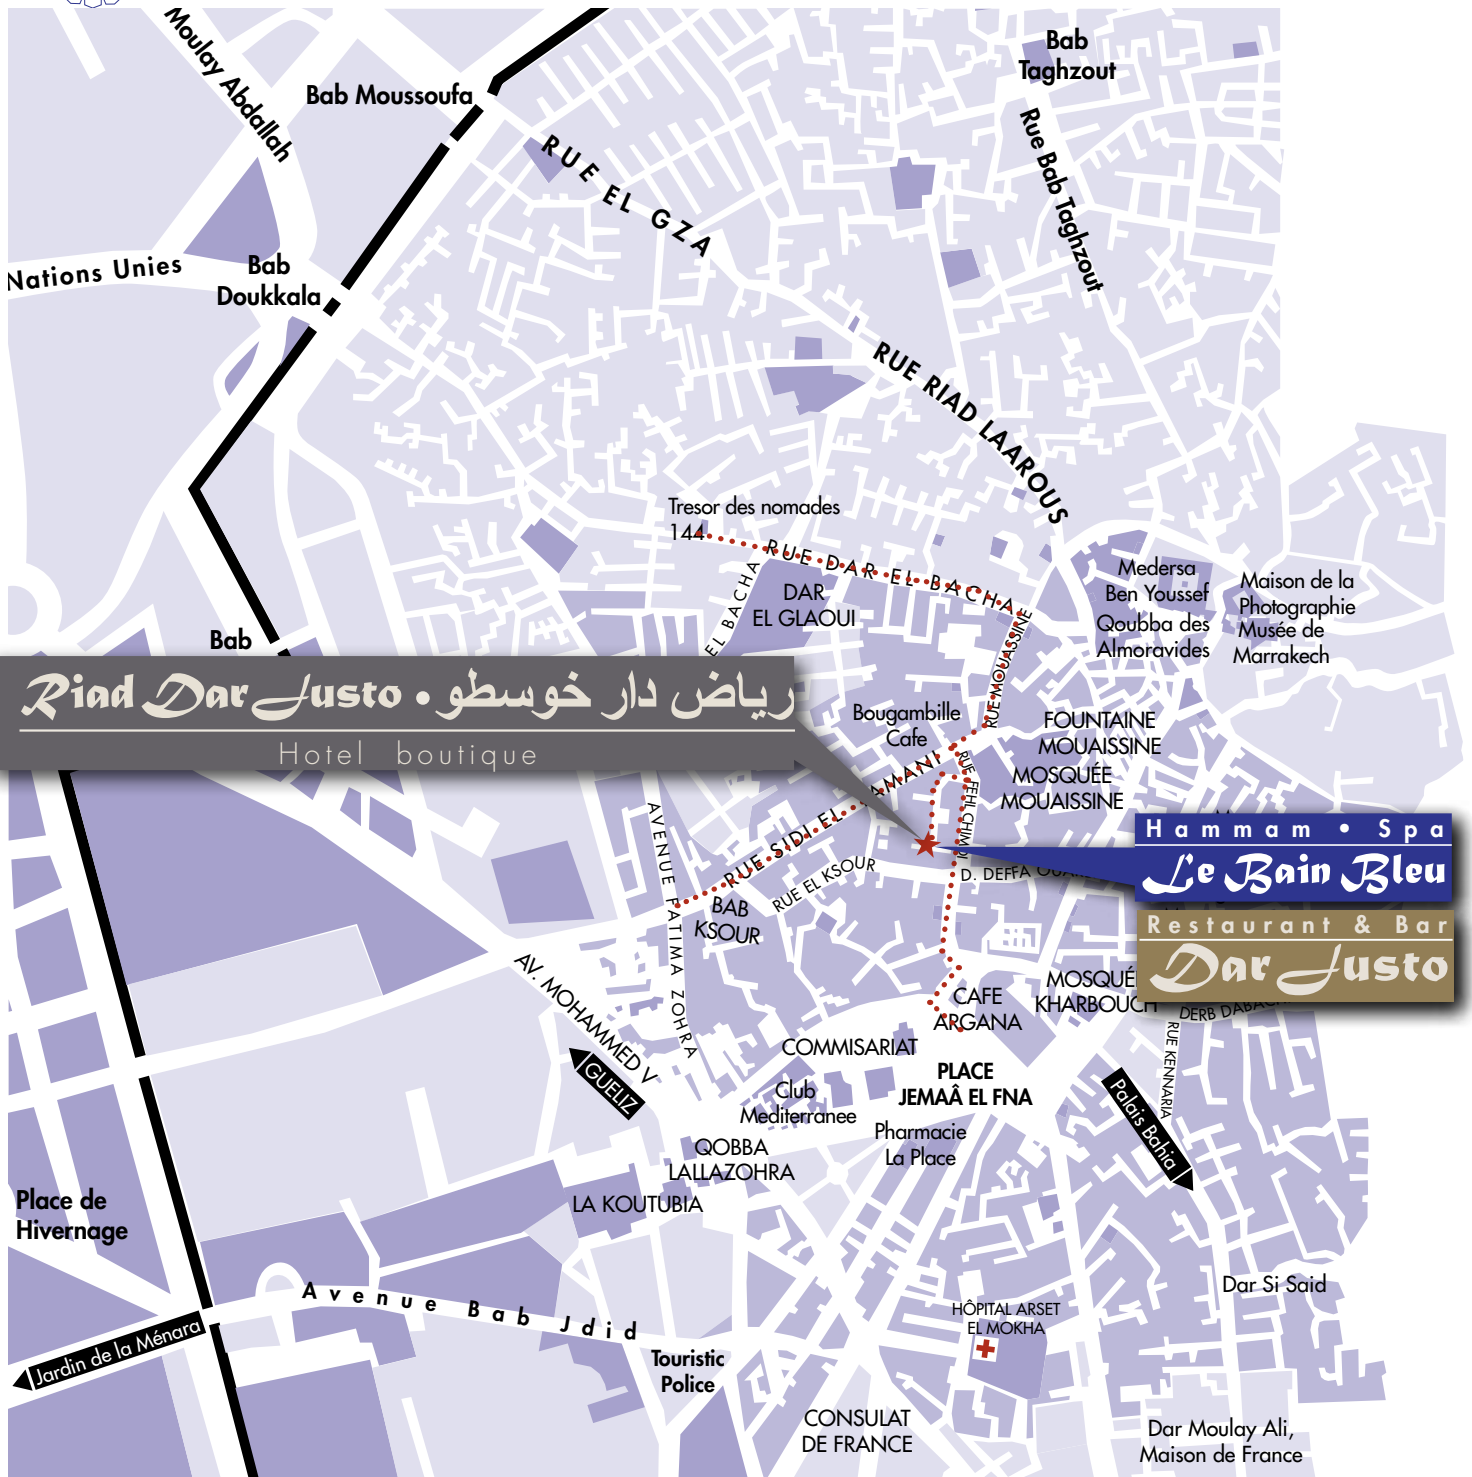 Moulay Abdallah
Bab Moussoufa
Bab
Taghzout
RUE EL GZA
Rue Bab Taghzout
Nations Unies
Bab
Doukkala
RUE RIAD LAAROUS
Tresor des nomades
144
RUE DAR EL BACHA
EL BACHA
DAR
EL GLAOUI
Medersa
Ben Youssef
Qoubba des
Almoravides
Maison de la
Photographie
Musée de
Marrakech
Bab
RUE MOUASSINE
Riad Dar Justo • رياض دار خوسطو
Hotel boutique
Bougambille
Cafe
FOUNTAINE
MOUAISSINE
MOSQUÉE
MOUAISSINE
RUE FEHL CHIMDI
RUE SIDI EL YAMANI
AVENUE FATIMA ZOHRA
RUE EL KSOUR
BAB
KSOUR
D. DEFFA
Hammam • Spa
Le Bain Bleu
Restaurant & Bar
Dar Justo
AV. MOHAMMED V
GUELIZ
CAFE
ARGANA
MOSQUÉE
KHARBOUCH
DERB DABACH
RUE KENNARIA
COMMISARIAT
PLACE
JEMAÂ EL FNA
Club
Mediterranee
Pharmacie
La Place
Palais Bahia
QOBBA
LALLAZOHRA
LA KOUTUBIA
Place de
Hivernage
Avenue Bab Jdid
Jardin de la Ménara
Touristic
Police
HÔPITAL ARSET
EL MOKHA
Dar Si Said
CONSULAT
DE FRANCE
Dar Moulay Ali,
Maison de France